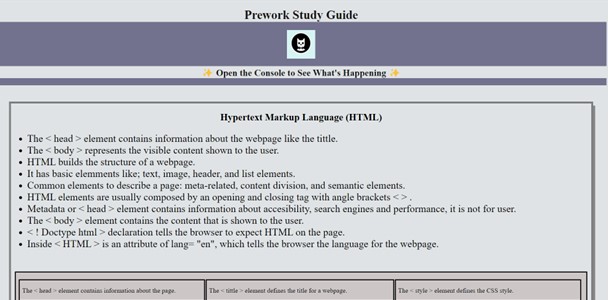 Prework Study Guide
✨ Open the Console to See What's Happening ✨
Hypertext Markup Language (HTML)
• The < head > element contains information about the webpage like the tittle.
• The < body > represents the visible content shown to the user.
• HTML builds the structure of a webpage.
• It has basic elemments like; text, image, header, and list elements.
• Common elements to describe a page: meta-related, content division, and semantic elements.
• HTML elements are usually composed by an opening and closing tag with angle brackets < > .
• Metadata or < head > element contains information about accesibility, search engines and performance, it is not for user.
• The < body > element contains the content that is shown to the user.
• < ! Doctype html > declaration tells the browser to expect HTML on the page.
• Inside < HTML > is an attribute of lang= "en", which tells the browser the language for the webpage.
The < head > element contains information about the page.
The < tittle > element defines the title for a webpage.
The < style > element defines the CSS style.